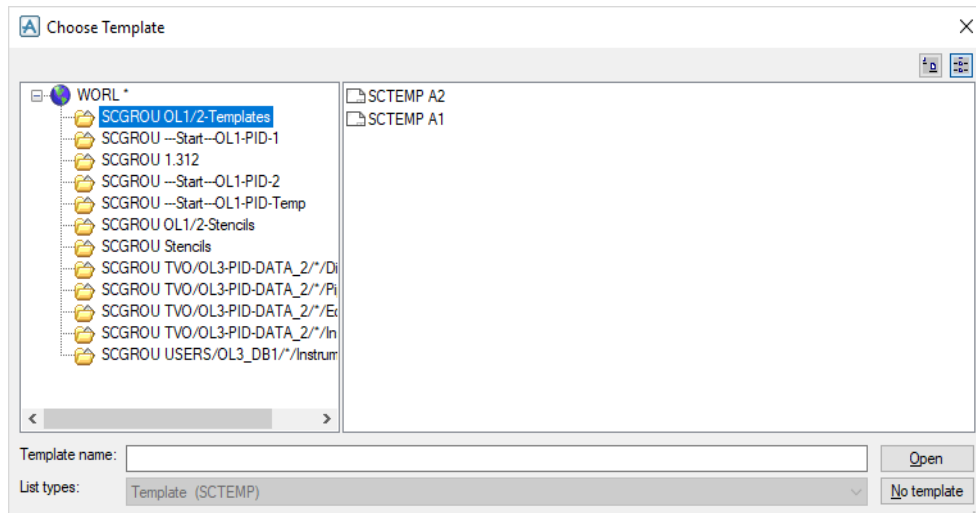 Choose Template
WORL *
SCGROU OL1/2-Templates
SCGROU ---Start---OL1-PID-1
SCGROU 1.312
SCGROU ---Start---OL1-PID-2
SCGROU ---Start---OL1-PID-Temp
SCGROU OL1/2-Stencils
SCGROU Stencils
SCGROU TVO/OL3-PID-DATA_2/*/Di
SCGROU TVO/OL3-PID-DATA_2/*/Pi
SCGROU TVO/OL3-PID-DATA_2/*/
SCGROU TVO/OL3-PID-DATA_2/*/In
SCGROU USERS/OL3_DB1/*/Instrum
SCTEMP A2
SCTEMP A1
Template name:
Open
List types:
Template (SCTEMP)
No template